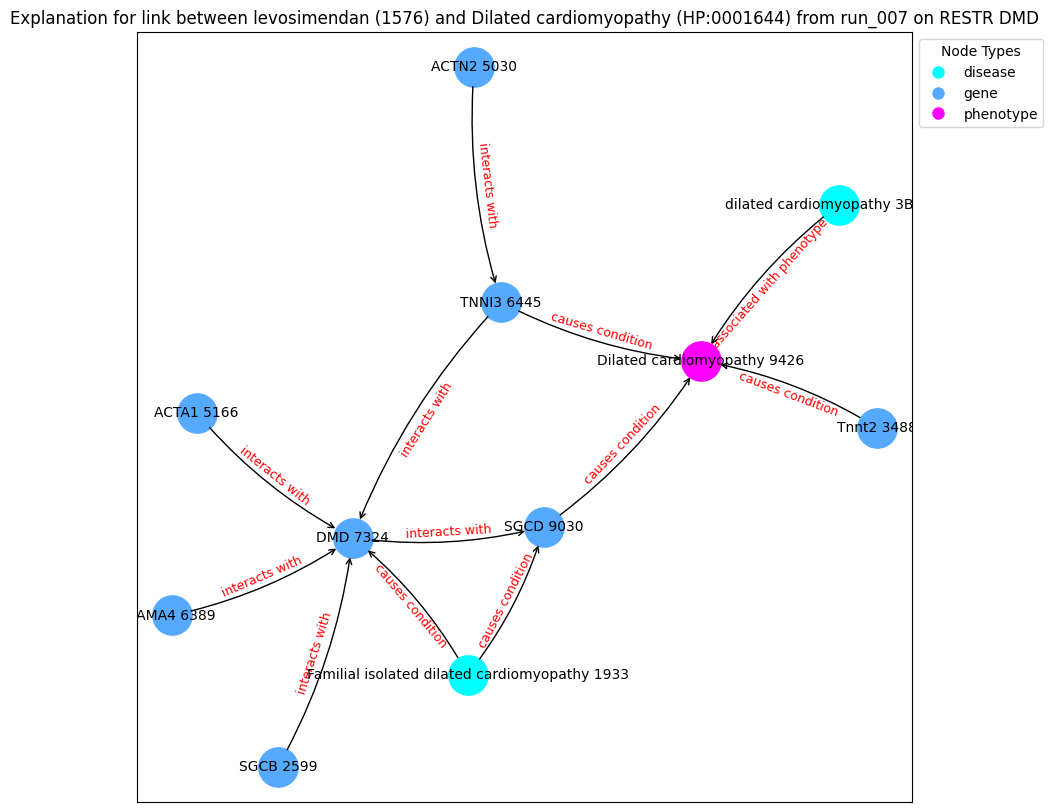 Explanation for link between levosimendan (1576) and Dilated cardiomyopathy (HP:0001644) from run_007 on RESTR DMD
Node Types
disease
gene
phenotype
ACTN2 5030
interacts with
dilated cardiomyopathy 3B
associated with phenotype
TNNI3 6445
causes condition
Dilated cardiomyopathy 9426
causes condition
Tnnt2 3488
interacts with
ACTA1 5166
interacts with
causes condition
DMD 7324
interacts with
SGCD 9030
AMA4 6389
interacts with
causes condition
causes condition
interacts with
Familial isolated dilated cardiomyopathy 1933
SGCB 2599